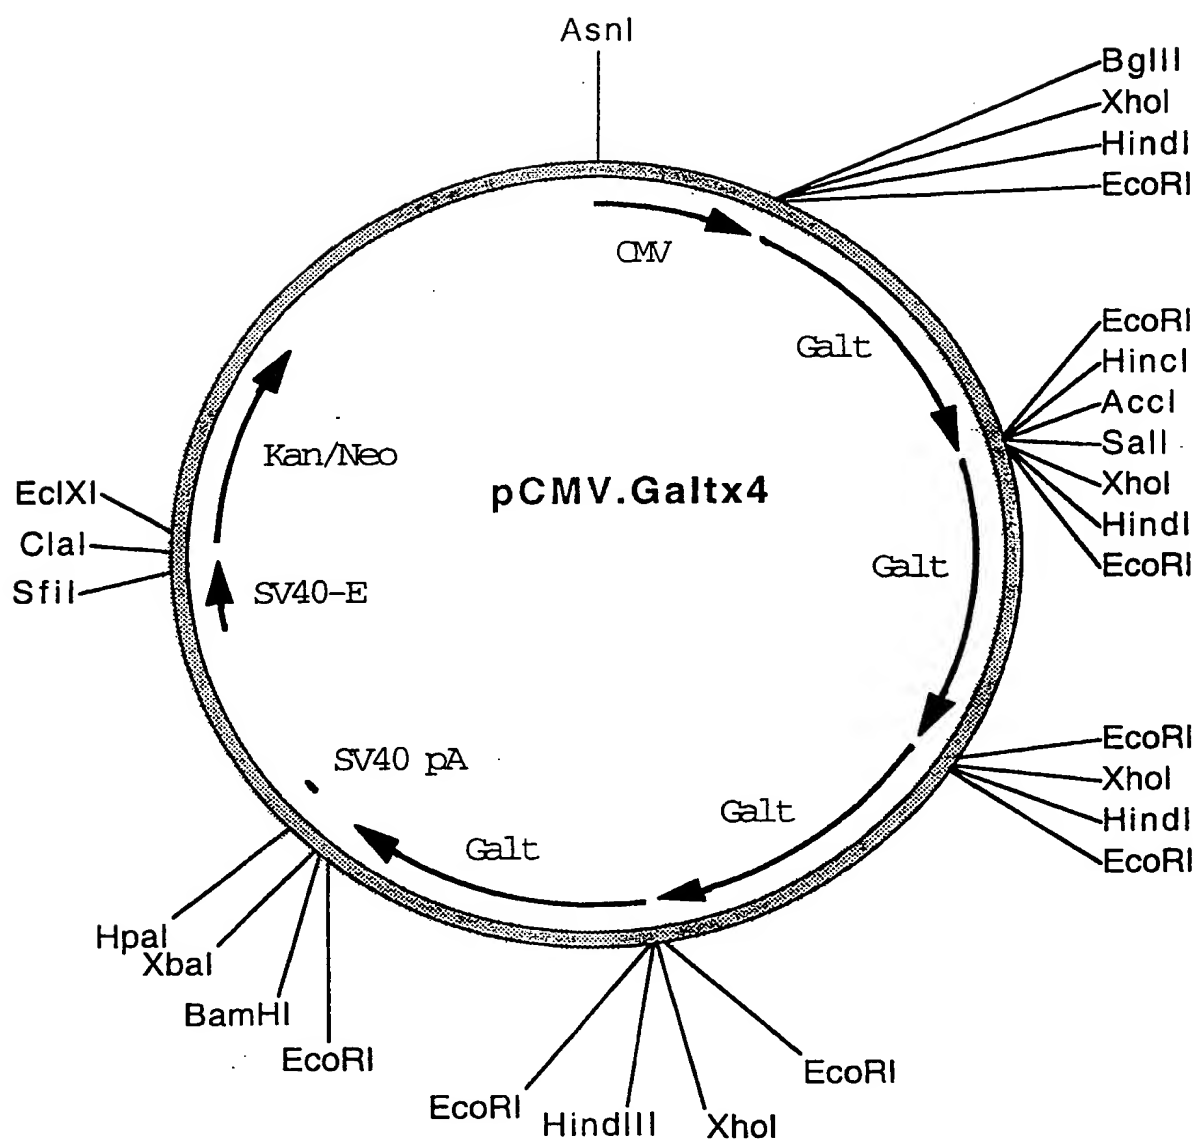 AsnI
BglII
XhoI
HindI
EcoRI
CMV
Galt
EcoRI
HincI
AccI
SalI
XhoI
HindI
EcoRI
Kan/Neo
pCMV.Galtx4
EclXI
ClaI
SfiI
SV40-E
Galt
SV40 pA
Galt
Galt
EcoRI
XhoI
HindI
EcoRI
HpaI
XbaI
BamHI
EcoRI
EcoRI
HindIII
XhoI
EcoRI